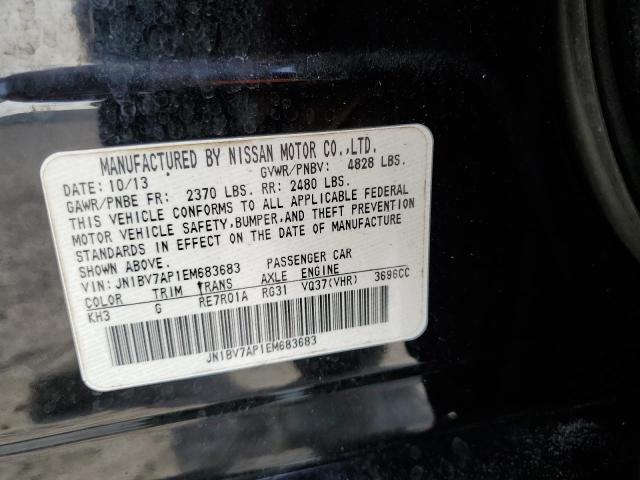 MANUFACTURED BY NISSAN MOTOR CO.,LTD.
DATE: 10/13 GVWR/PNBV: 4828 LBS.
GAWR/PNBE FR: 2370 LBS. RR: 2480 LBS.
THIS VEHICLE CONFORMS TO ALL APPLICABLE FEDERAL
MOTOR VEHICLE SAFETY, BUMPER, AND THEFT PREVENTION
STANDARDS IN EFFECT ON THE DATE OF MANUFACTURE
SHOWN ABOVE.
VIN: JN1BV7AP1EM683683 PASSENGER CAR
COLOR TRIM TRANS AXLE ENGINE
KH3 G RE7R01A RG31 VQ37(VHR) 3696CC
JN1BV7AP1EM683683